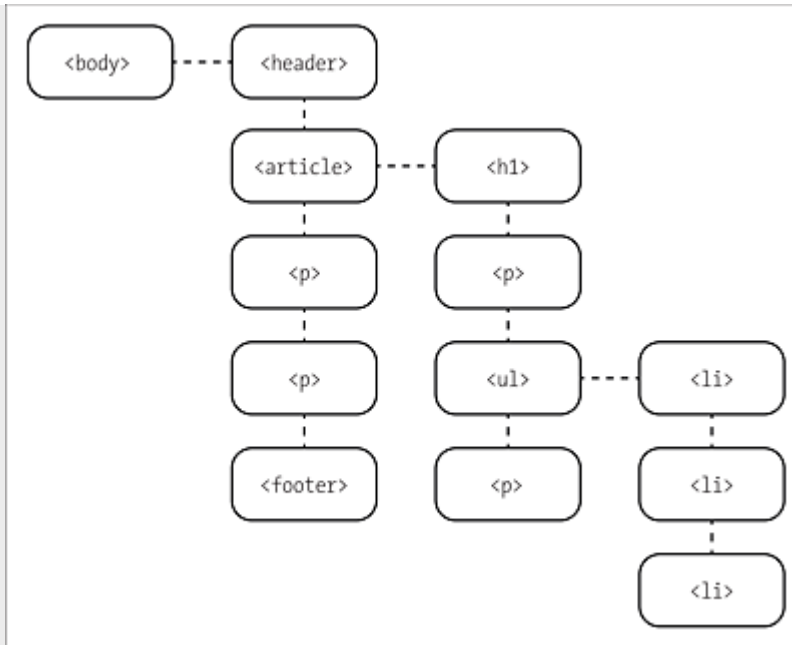 <body> <header>
<article> <h1>
<p> <p>
<p> <ul> <li>
<footer> <p> <li>
<li>